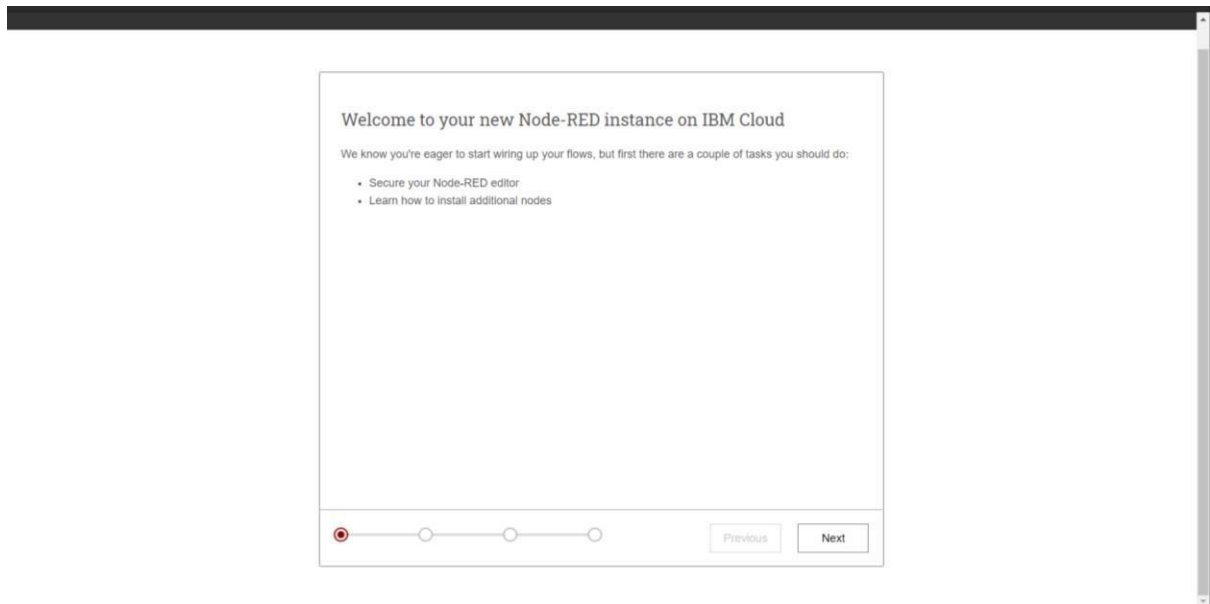 Welcome to your new Node-RED instance on IBM Cloud
We know you're eager to start wiring up your flows, but first there are a couple of tasks you should do:
• Secure your Node-RED editor
• Learn how to install additional nodes
Previous
Next